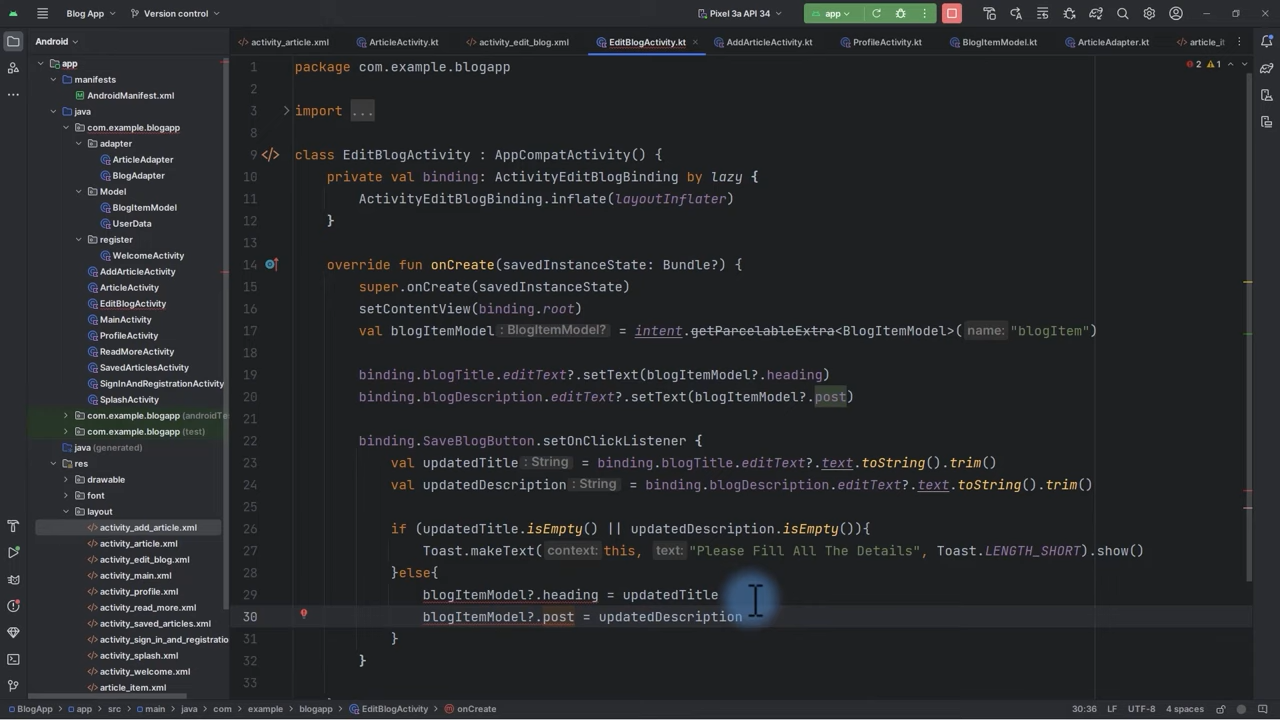 Blog App
Version control
Pixel 3a API 34
app
Android
activity_article.xml
ArticleActivity.kt
activity_edit_blog.xml
EditBlogActivity.kt
AddArticleActivity.kt
ProfileActivity.kt
BlogItemModel.kt
ArticleAdapter.kt
article_i
app
manifests
AndroidManifest.xml
java
com.example.blogapp
adapter
ArticleAdapter
BlogAdapter
Model
BlogItemModel
UserData
register
WelcomeActivity
AddArticleActivity
ArticleActivity
EditBlogActivity
MainActivity
ProfileActivity
ReadMoreActivity
SavedArticlesActivity
SignInAndRegistrationActivity
SplashActivity
com.example.blogapp (androidTe
com.example.blogapp (test)
java (generated)
res
drawable
font
layout
activity_add_article.xml
activity_article.xml
activity_edit_blog.xml
activity_main.xml
activity_profile.xml
activity_read_more.xml
activity_saved_articles.xml
activity_sign_in_and_registratio
activity_splash.xml
activity_welcome.xml
article_item.xml
2 1
1 package com.example.blogapp
2
3 import ...
8
9 class EditBlogActivity : AppCompatActivity() {
10 private val binding: ActivityEditBlogBinding by lazy {
11 ActivityEditBlogBinding.inflate(layoutInflater)
12 }
13
14 override fun onCreate(savedInstanceState: Bundle?) {
15 super.onCreate(savedInstanceState)
16 setContentView(binding.root)
17 val blogItemModel : BlogItemModel? = intent.getParcelableExtra<BlogItemModel>( name: "blogItem")
18
19 binding.blogTitle.editText?.setText(blogItemModel?.heading)
20 binding.blogDescription.editText?.setText(blogItemModel?.post)
21
22 binding.SaveBlogButton.setOnClickListener {
23 val updatedTitle : String = binding.blogTitle.editText?.text.toString().trim()
24 val updatedDescription : String = binding.blogDescription.editText?.text.toString().trim()
25
26 if (updatedTitle.isEmpty() || updatedDescription.isEmpty()){
27 Toast.makeText( context: this, text: "Please Fill All The Details", Toast.LENGTH_SHORT).show()
28 }else{
29 blogItemModel?.heading = updatedTitle
30 blogItemModel?.post = updatedDescription
31 }
32 }
33
BlogApp > app > src > main > java > com > example > blogapp > EditBlogActivity > onCreate
30:36 LF UTF-8 4 spaces